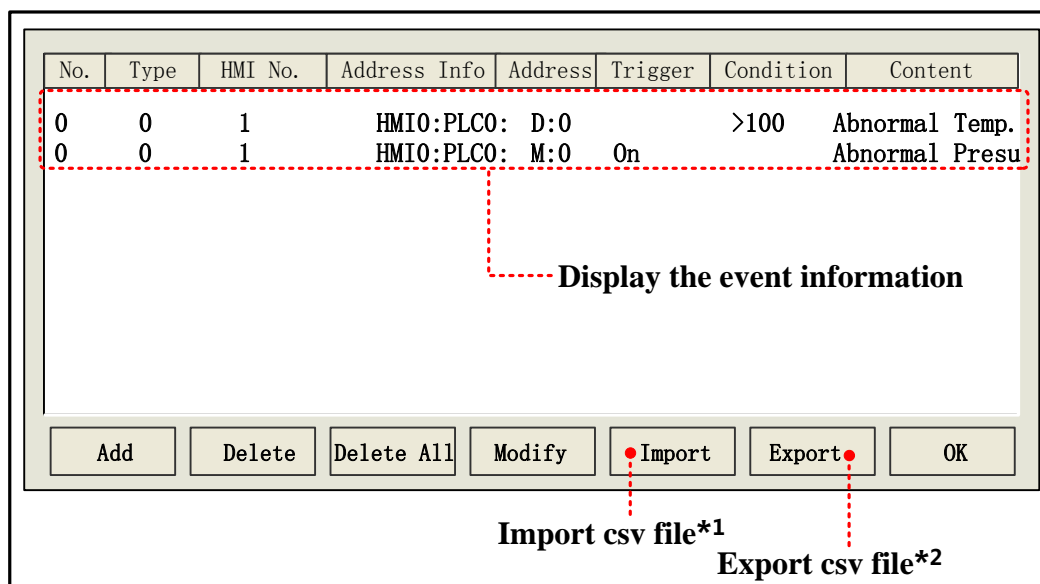 No. Type HMI No. Address Info Address Trigger Condition Content
0 0 1 HMI0:PLC0: D:0 >100 Abnormal Temp.
0 0 1 HMI0:PLC0: M:0 On Abnormal Presu
Display the event information
Add Delete Delete All Modify Import Export OK
Import csv file*1
Export csv file*2